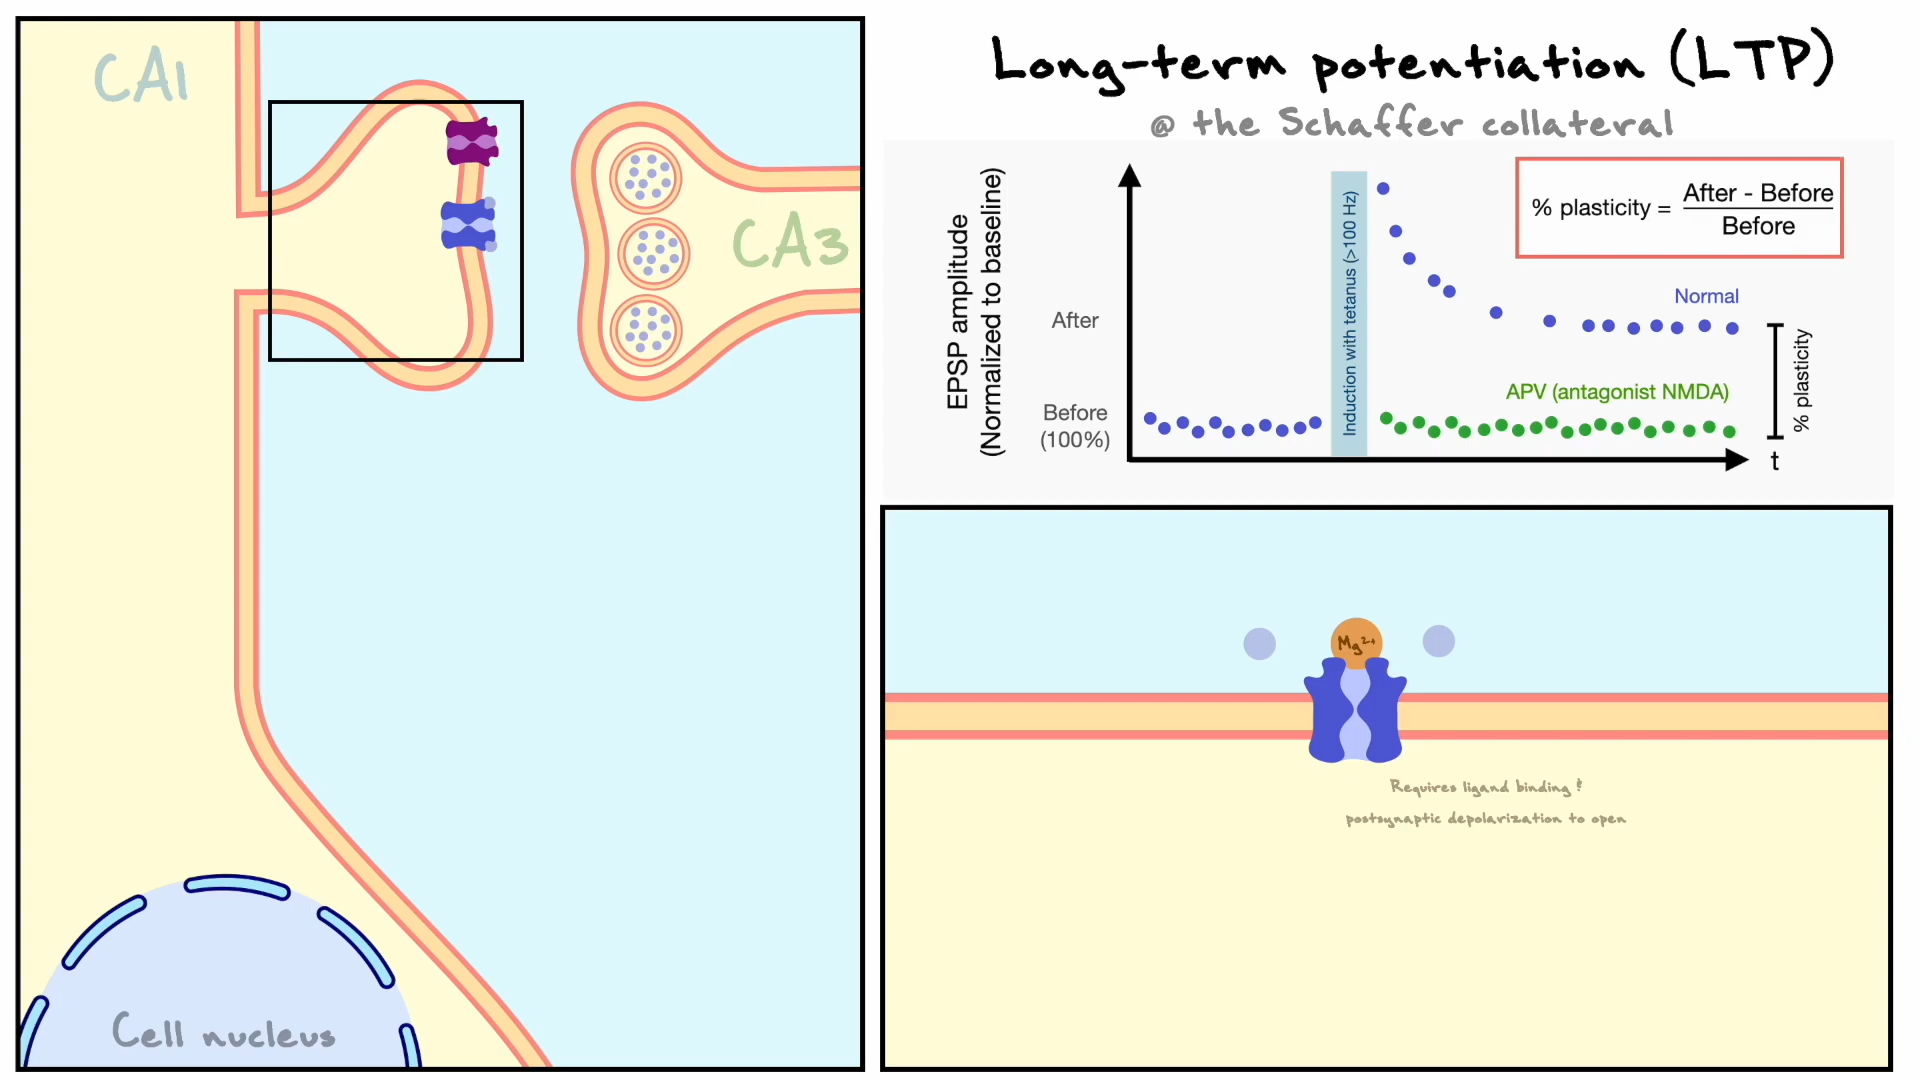 CA1
CA3
Cell nucleus
Long-term potentiation (LTP)
@ the Schaffer collateral
EPSP amplitude
(Normalized to baseline)
After
Before
(100%)
Induction with tetanus (>100 Hz)
% plasticity = After - Before
Before
Normal
APV (antagonist NMDA)
% plasticity
t
Mg2+
Requires ligand binding &
postsynaptic depolarization to open